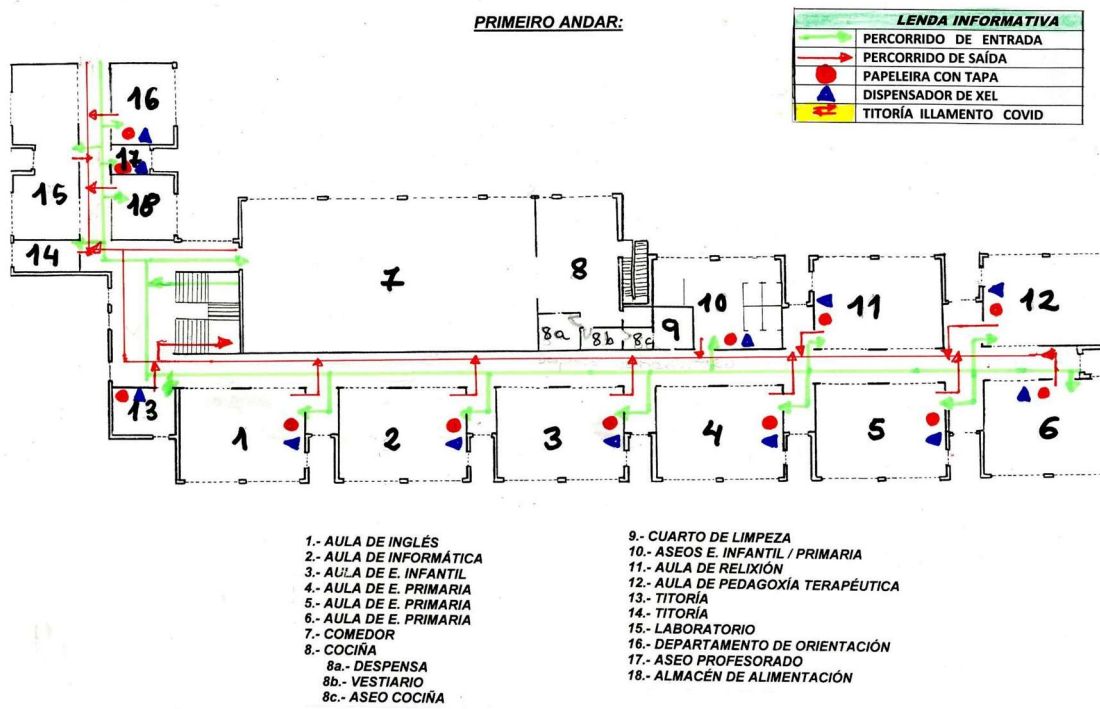 PRIMEIRO ANDAR:
LENDA INFORMATIVA
PERCORRIDO DE ENTRADA
PERCORRIDO DE SAÍDA
PAPELEIRA CON TAPA
DISPENSADOR DE XEL
TITORÍA ILLAMENTO COVID
16
17
15
18
14
7
8
10
11
12
8a
8b
8c
9
13
1
2
3
4
5
6
1.- AULA DE INGLÉS
2.- AULA DE INFORMÁTICA
3.- AULA DE E. INFANTIL
4.- AULA DE E. PRIMARIA
5.- AULA DE E. PRIMARIA
6.- AULA DE E. PRIMARIA
7.- COMEDOR
8.- COCIÑA
8a.- DESPENSA
8b.- VESTIARIO
8c.- ASEO COCIÑA
9.- CUARTO DE LIMPEZA
10.- ASEOS E. INFANTIL / PRIMARIA
11.- AULA DE RELIXIÓN
12.- AULA DE PEDAGOXÍA TERAPÉUTICA
13.- TITORÍA
14.- TITORÍA
15.- LABORATORIO
16.- DEPARTAMENTO DE ORIENTACIÓN
17.- ASEO PROFESORADO
18.- ALMACÉN DE ALIMENTACIÓN